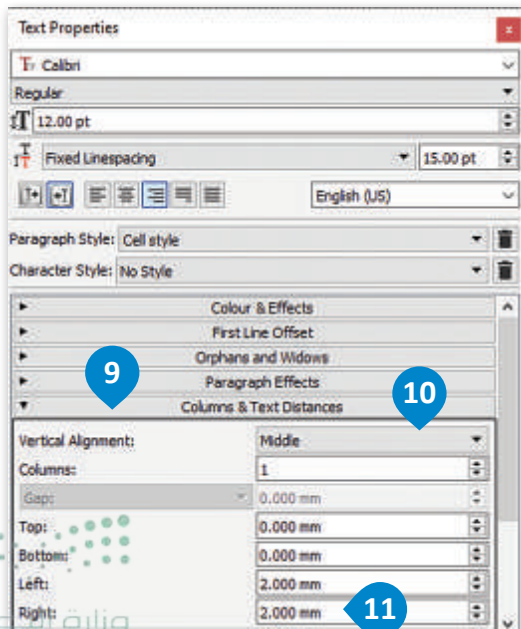 Text Properties
Calibri
Regular
12.00 pt
Fixed Linespacing 15.00 pt
English (US)
Paragraph Style: Cell style
Character Style: No Style
Colour & Effects
First Line Offset
Orphans and Widows
9
Paragraph Effects
10
Columns & Text Distances
Vertical Alignment: Middle
Columns: 1
Gap: 0.000 mm
Top: 0.000 mm
Bottom: 0.000 mm
Left: 2.000 mm
Right: 2.000 mm 11
وزارة